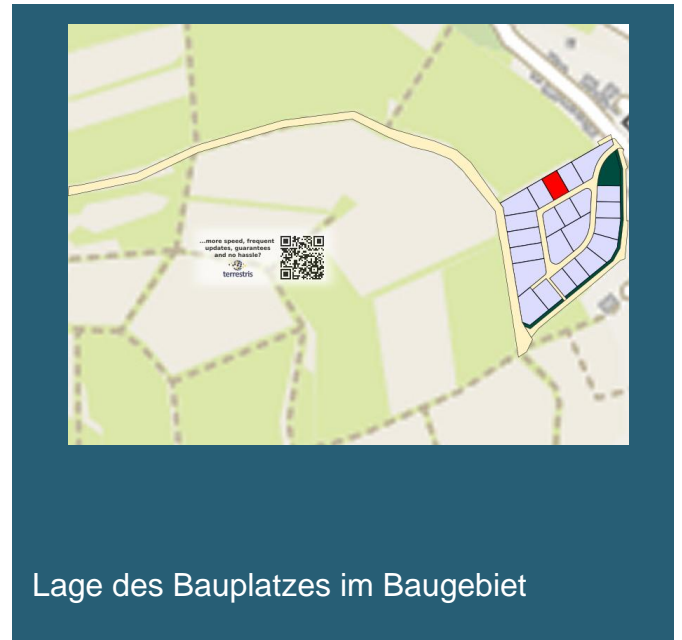 ...more speed, frequent
updates, guarantees
and no hassle?
terrestris
Lage des Bauplatzes im Baugebiet